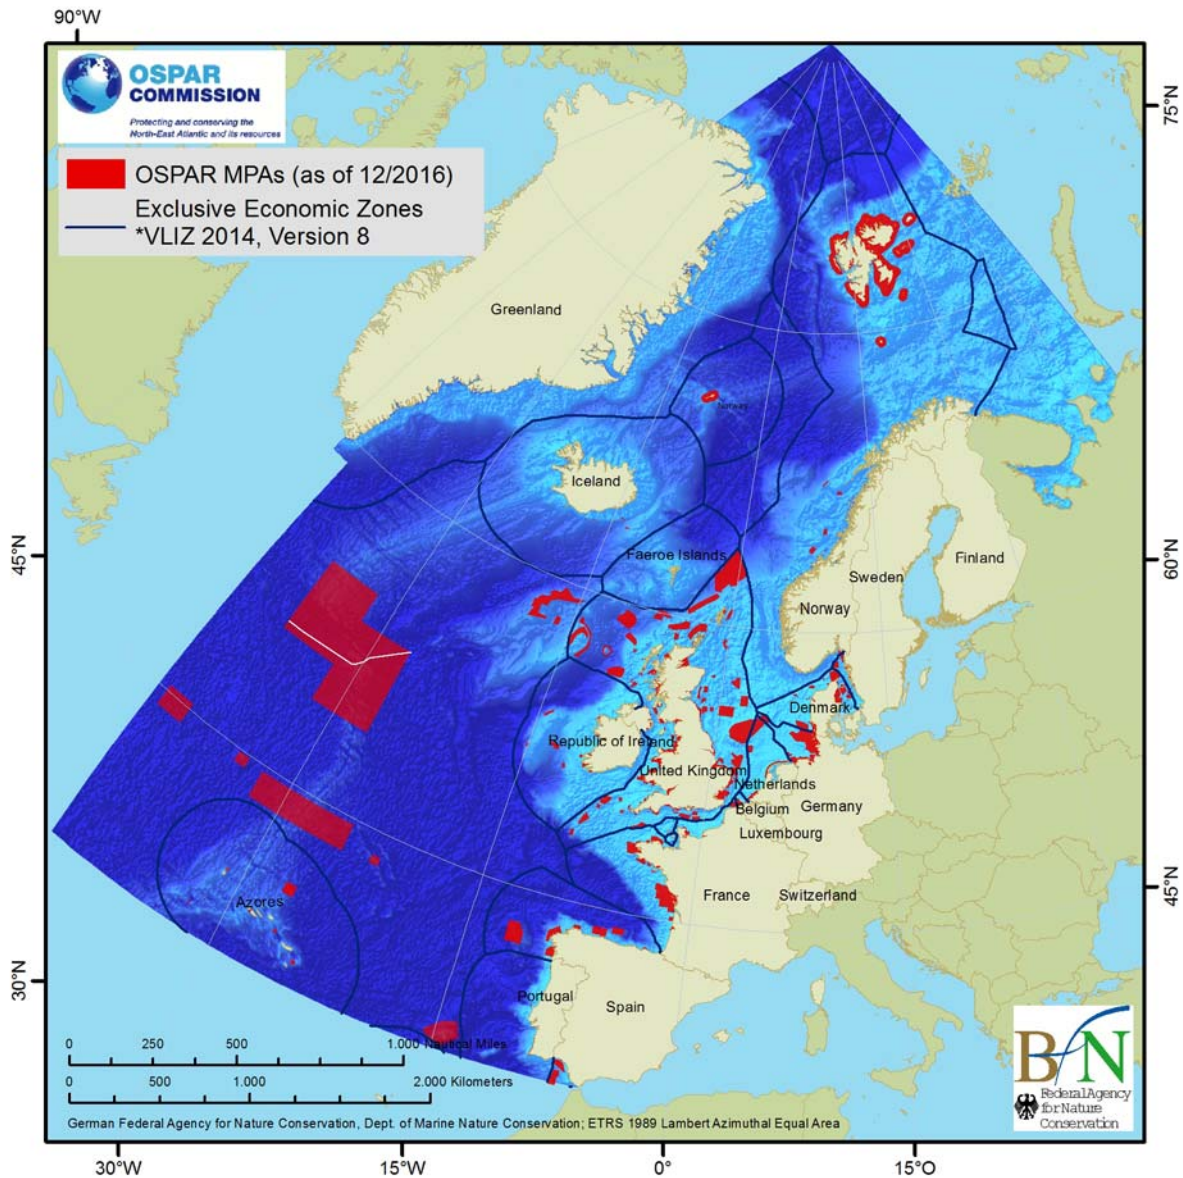 90°W
OSPAR
COMMISSION
Protecting and conserving the
North-East Atlantic and its resources
75°N
OSPAR MPAs (as of 12/2016)
Exclusive Economic Zones
*VLIZ 2014, Version 8
Greenland
Norway
Iceland
45°N
Faeroe Islands
60°N
Finland
Sweden
Norway
Denmark
Republic of Ireland
United Kingdom
Netherlands
Belgium
Germany
Luxembourg
France
Switzerland
45°N
Azores
30°N
Portugal
Spain
0 250 500 1.000 Nautical Miles
0 500 1.000 2.000 Kilometers
BfN
Federal Agency
for Nature
Conservation
German Federal Agency for Nature Conservation, Dept. of Marine Nature Conservation; ETRS 1989 Lambert Azimuthal Equal Area
30°W
15°W
0°
15°O